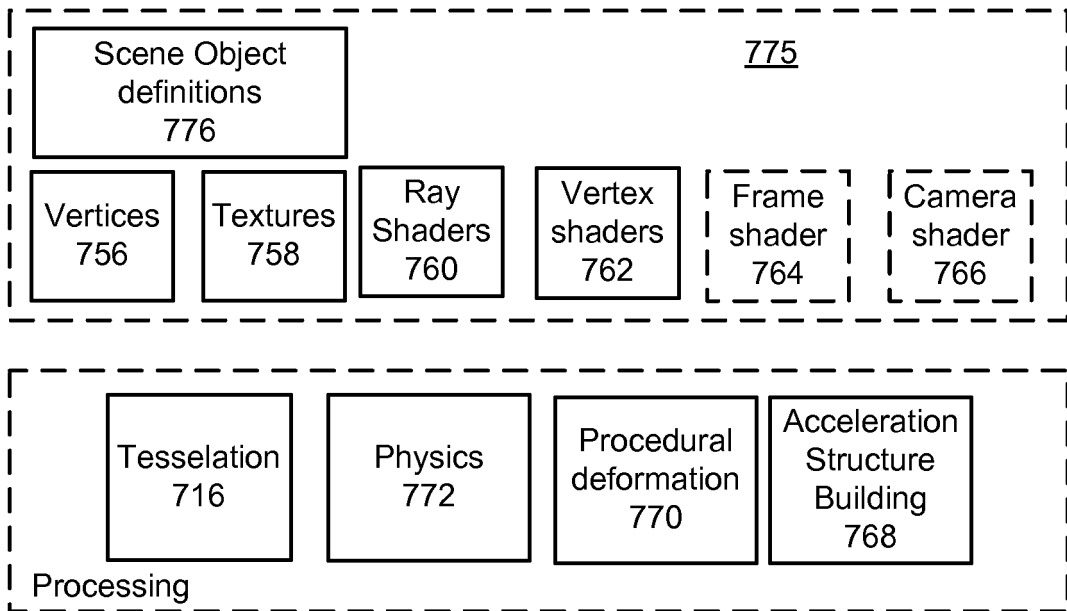 Scene Object
definitions
776
775
Vertices
756
Textures
758
Ray
Shaders
760
Vertex
shaders
762
Frame
shader
764
Camera
shader
766
Tesselation
716
Physics
772
Procedural
deformation
770
Acceleration
Structure
Building
768
Processing